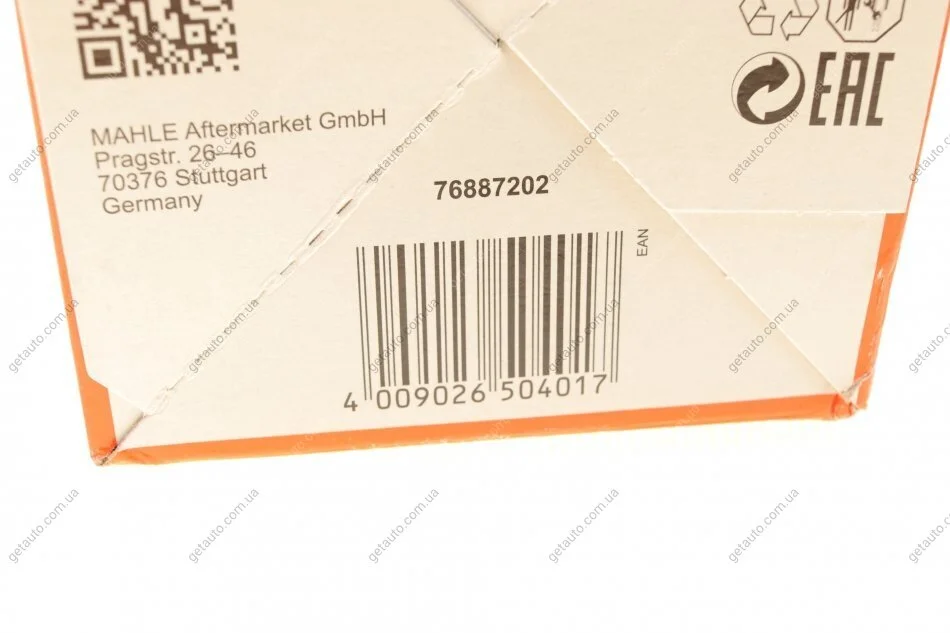 MAHLE Aftermarket GmbH
Pragstr. 26–46
70376 Stuttgart
Germany
EAC
76887202
EAN
4 009026 504017
getauto.com.ua